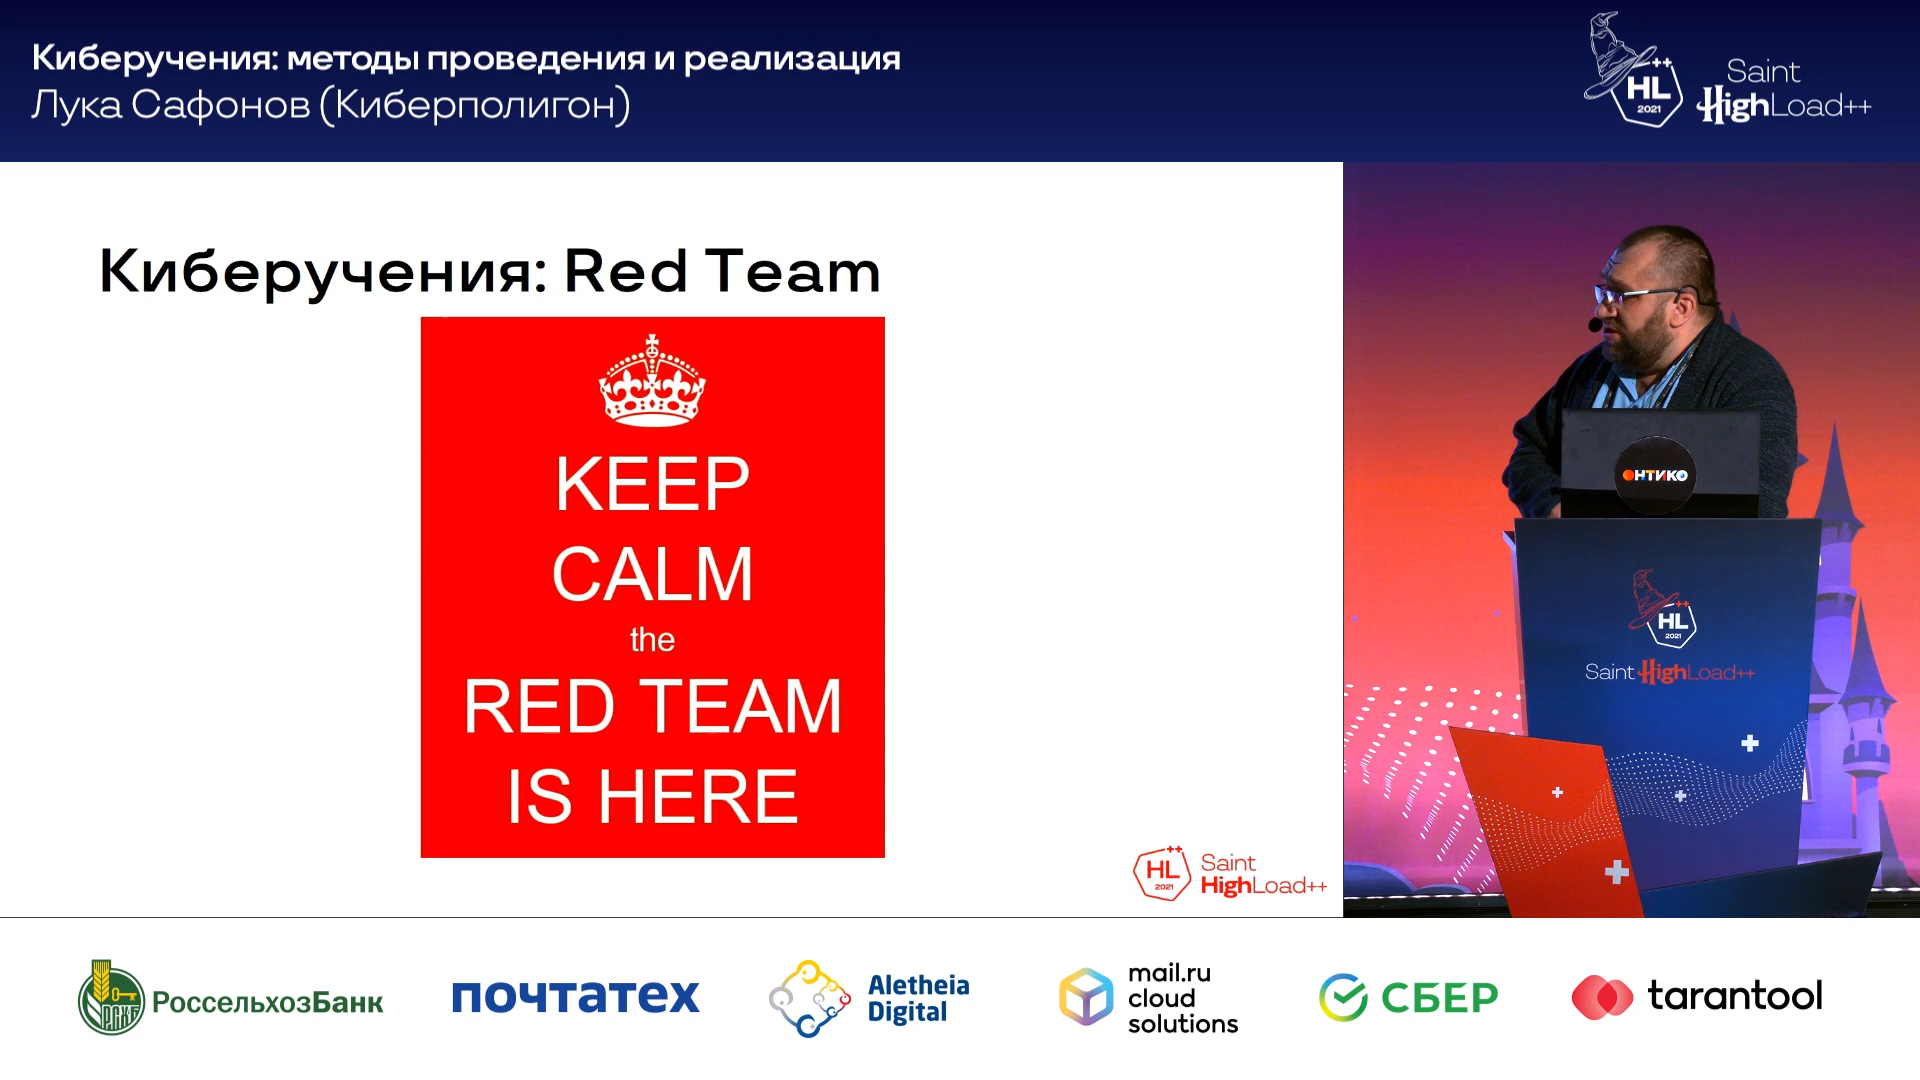 Киберучения: методы проведения и реализация
Лука Сафонов (Киберполигон)
HL++
2021
Saint
HighLoad++
Киберучения: Red Team
KEEP
CALM
the
RED TEAM
IS HERE
HL++
2021
Saint
HighLoad++
ОНТИКО
HL++
2021
Saint HighLoad++
РСХБ
РоссельхозБанк
почтатех
Aletheia
Digital
mail.ru
cloud
solutions
СБЕР
tarantool